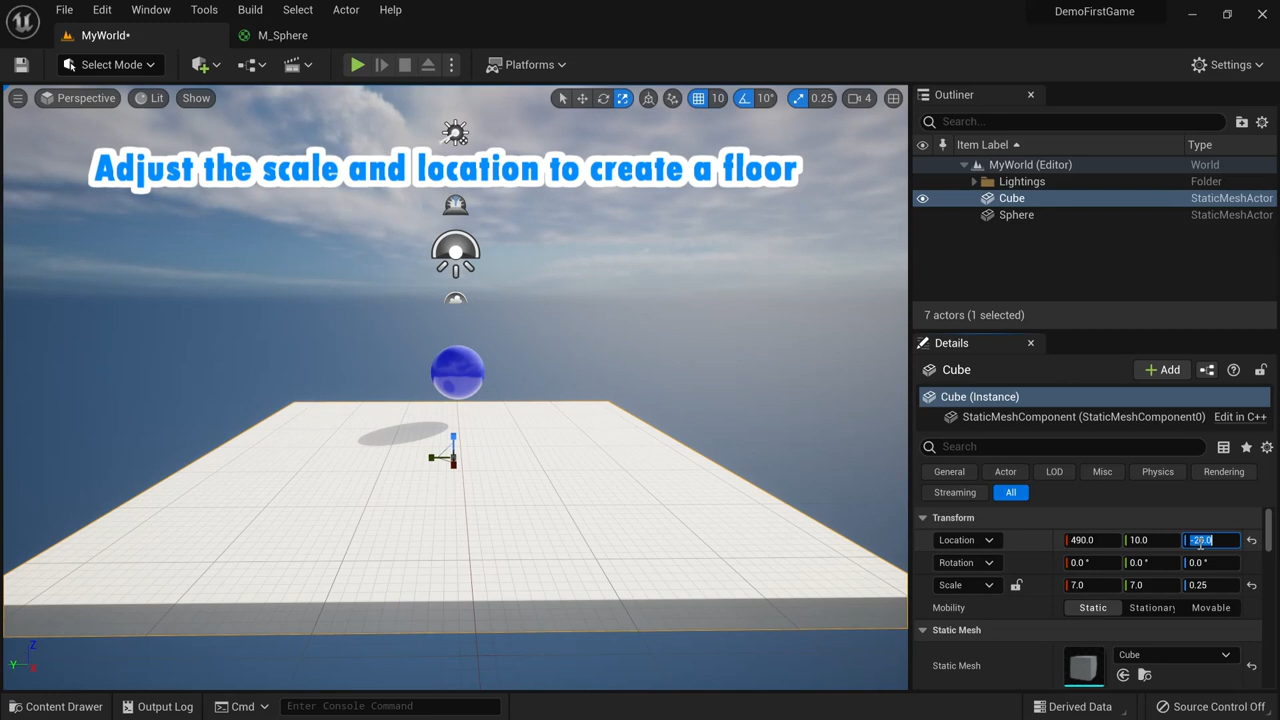 File Edit Window Tools Build Select Actor Help
DemoFirstGame
MyWorld*
M_Sphere
Select Mode
Platforms
Settings
Perspective
Lit
Show
10
10°
0.25
4
Adjust the scale and location to create a floor
Outliner
Search...
Item Label
Type
MyWorld (Editor)
World
Lightings
Folder
Cube
StaticMeshActor
Sphere
StaticMeshActor
7 actors (1 selected)
Details
Cube
+ Add
Cube (Instance)
StaticMeshComponent (StaticMeshComponent0)
Edit in C++
Search
General
Actor
LOD
Misc
Physics
Rendering
Streaming
All
Transform
Location
490.0
10.0
Rotation
0.0 °
0.0 °
0.0 °
Scale
7.0
7.0
0.25
Mobility
Static
Stationary
Movable
Static Mesh
Static Mesh
Cube
Z
Y
X
Content Drawer
Output Log
Cmd
Enter Console Command
Derived Data
Source Control Off